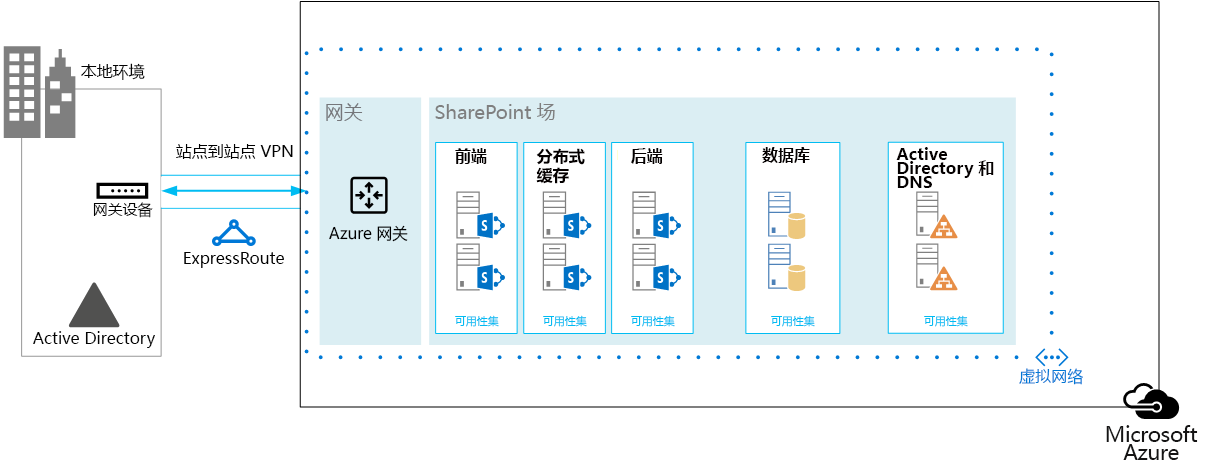 本地环境
网关设备
Active Directory
站点到站点 VPN
ExpressRoute
网关
Azure 网关
SharePoint 场
前端
可用性集
分布式
缓存
可用性集
后端
可用性集
数据库
可用性集
Active
Directory 和
DNS
可用性集
虚拟网络
Microsoft
Azure